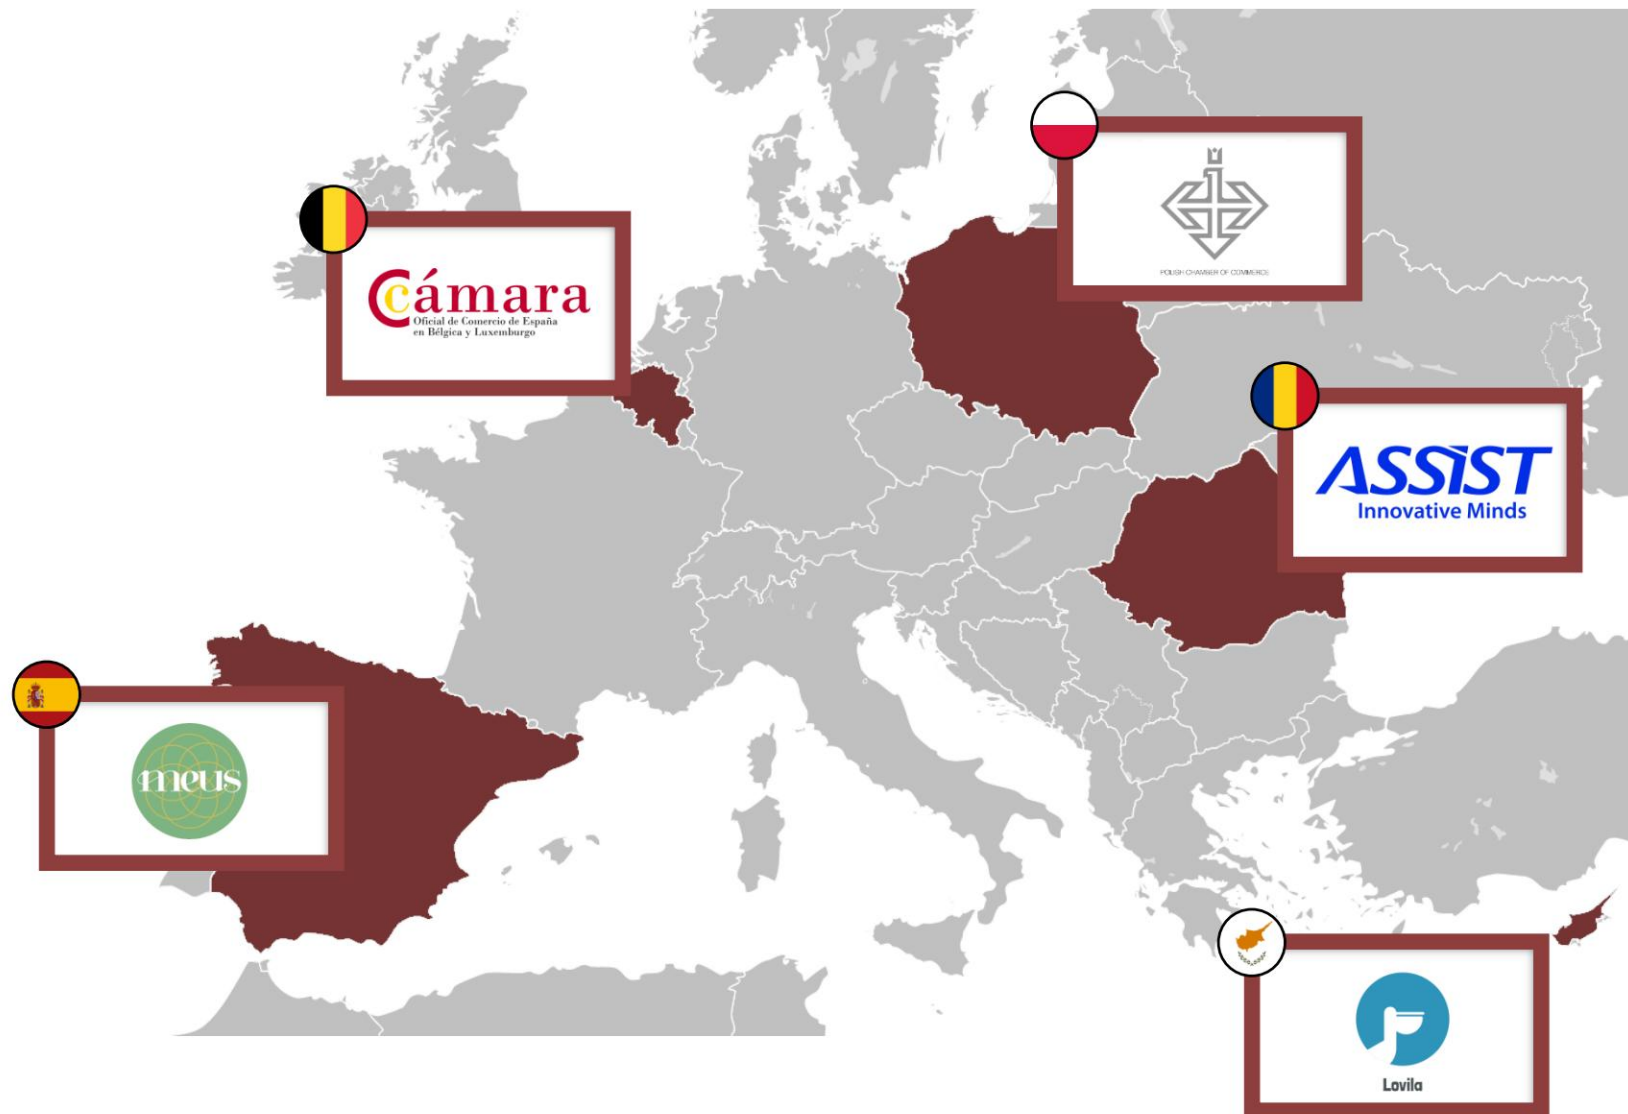 POLISH CHAMBER OF COMMERCE
Cámara
Oficial de Comercio de España
en Bélgica y Luxemburgo
ASSIST
Innovative Minds
meus
Lovila